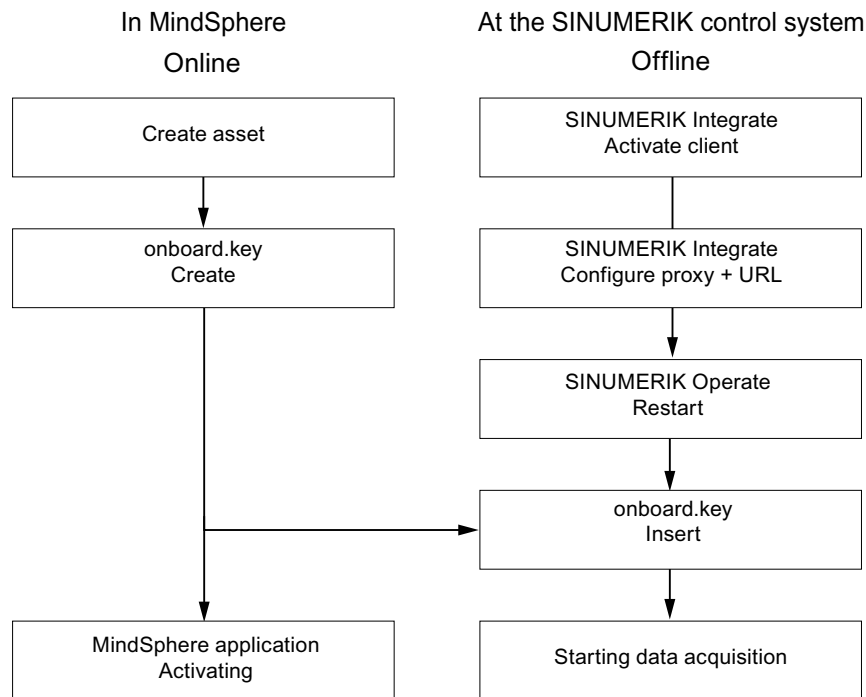 In MindSphere
Online
At the SINUMERIK control system
Offline
Create asset
SINUMERIK Integrate
Activate client
onboard.key
Create
SINUMERIK Integrate
Configure proxy + URL
SINUMERIK Operate
Restart
onboard.key
Insert
MindSphere application
Activating
Starting data acquisition